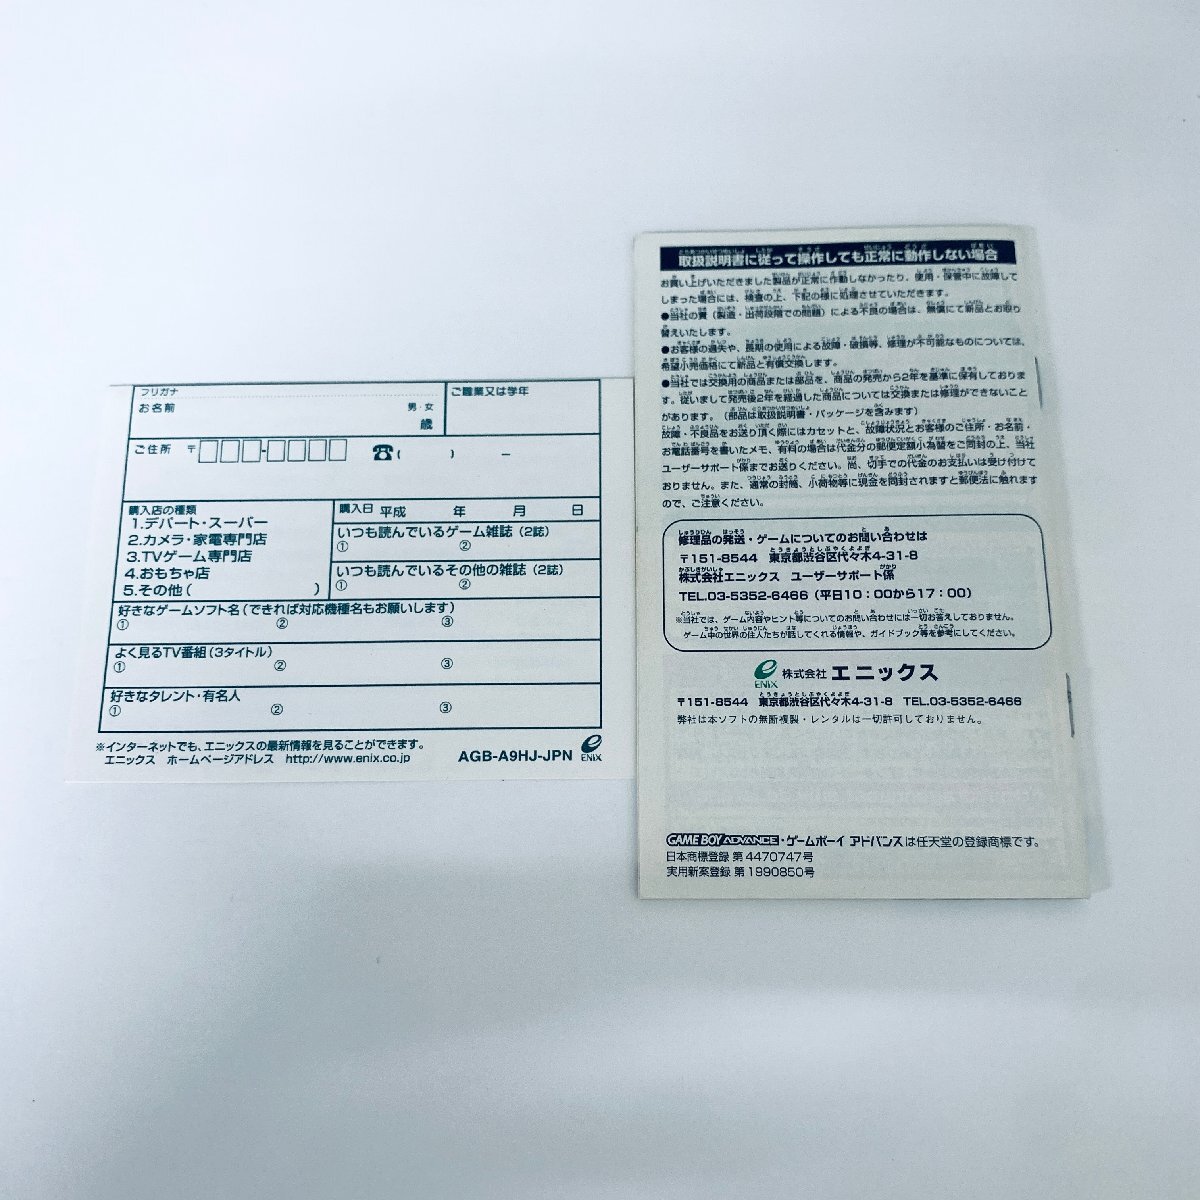 フリガナ
お名前
男・女
歳
ご職業又は学年
ご住所 〒 - ☎( ) －
購入店の種類
1.デパート・スーパー
2.カメラ・家電専門店
3.TVゲーム専門店
4.おもちゃ店
5.その他( )
購入日 平成 年 月 日
いつも読んでいるゲーム雑誌(2誌)
① ②
いつも読んでいるその他の雑誌(2誌)
① ②
好きなゲームソフト名(できれば対応機種名もお願いします)
① ② ③
よく見るTV番組(3タイトル)
① ② ③
好きなタレント・有名人
① ② ③
※インターネットでも、エニックスの最新情報を見ることができます。
エニックス ホームページアドレス http://www.enix.co.jp
AGB-A9HJ-JPN
ENIX
取扱説明書に従って操作しても正常に動作しない場合
お買い上げいただきました製品が正常に作動しなかったり、使用・保管中に故障して
しまった場合には、検査の上、下記の様に処理させていただきます。
●当社の責（製造・出荷段階での問題）による不良の場合は、無償にて新品とお取り
替えいたします。
●お客様の過失や、長期の使用による故障・破損等、修理が不可能なものについては、
希望小売価格にて新品と有償交換します。
●当社では交換用の商品または部品を、商品の発売から2年を基準に保有しておりま
す。従いまして発売後2年を経過した商品については交換または修理ができないこと
があります。（部品は取扱説明書・パッケージを含みます）
故障・不良品をお送り頂く際にはカセットと、故障状況とお客様のご住所・お名前・
お電話番号を書いたメモ、有料の場合は代金分の郵便定額小為替をご同封の上、当社
ユーザーサポート係までお送りください。尚、切手での代金のお支払いは受け付けて
おりません。また、通常の封筒、小荷物等に現金を同封されますと郵便法に触れます
ので、ご注意ください。
修理品の発送・ゲームについてのお問い合わせは
〒151-8544 東京都渋谷区代々木4-31-8
株式会社エニックス ユーザーサポート係
TEL.03-5352-6466（平日10：00から17：00）
※当社では、ゲーム内容やヒント等についてのお問い合わせには一切お答えしておりません。
ゲーム中の世界の住人たちが話してくれる情報や、ガイドブック等を参考にしてください。
ENIX 株式会社 エニックス
〒151-8544 東京都渋谷区代々木4-31-8 TEL.03-5352-6466
弊社は本ソフトの無断複製・レンタルは一切許可しておりません。
GAME BOY ADVANCE・ゲームボーイ アドバンスは任天堂の登録商標です。
日本商標登録 第4470747号
実用新案登録 第1990850号